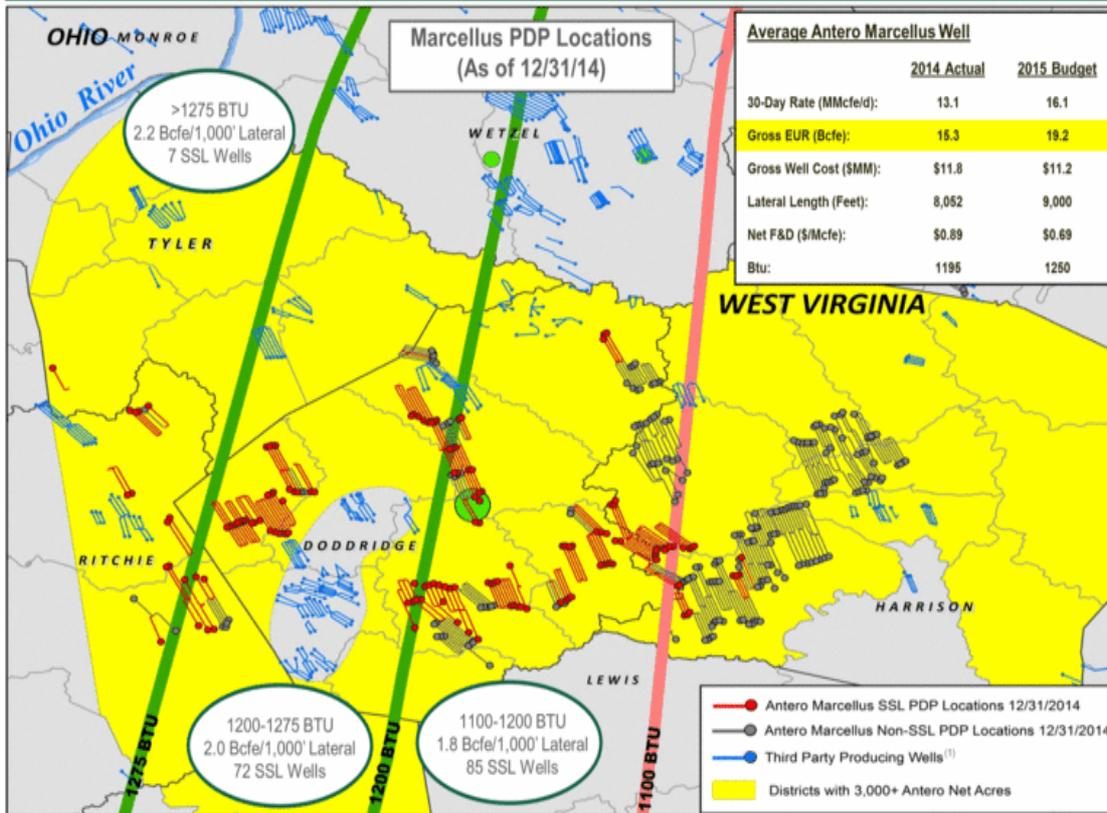 OHIO MONROE
Ohio River
Marcellus PDP Locations
(As of 12/31/14)
Average Antero Marcellus Well
2014 Actual 2015 Budget
30-Day Rate (MMcfe/d): 13.1 16.1
Gross EUR (Bcfe): 15.3 19.2
Gross Well Cost ($MM): $11.8 $11.2
Lateral Length (Feet): 8,052 9,000
Net F&D ($/Mcfe): $0.89 $0.69
Btu: 1195 1250
>1275 BTU
2.2 Bcfe/1,000' Lateral
7 SSL Wells
WETZEL
TYLER
WEST VIRGINIA
DODDRIDGE
RITCHIE
HARRISON
LEWIS
1200-1275 BTU
2.0 Bcfe/1,000' Lateral
72 SSL Wells
1100-1200 BTU
1.8 Bcfe/1,000' Lateral
85 SSL Wells
1275 BTU
1200 BTU
1100 BTU
Antero Marcellus SSL PDP Locations 12/31/2014
Antero Marcellus Non-SSL PDP Locations 12/31/2014
Third Party Producing Wells(1)
Districts with 3,000+ Antero Net Acres